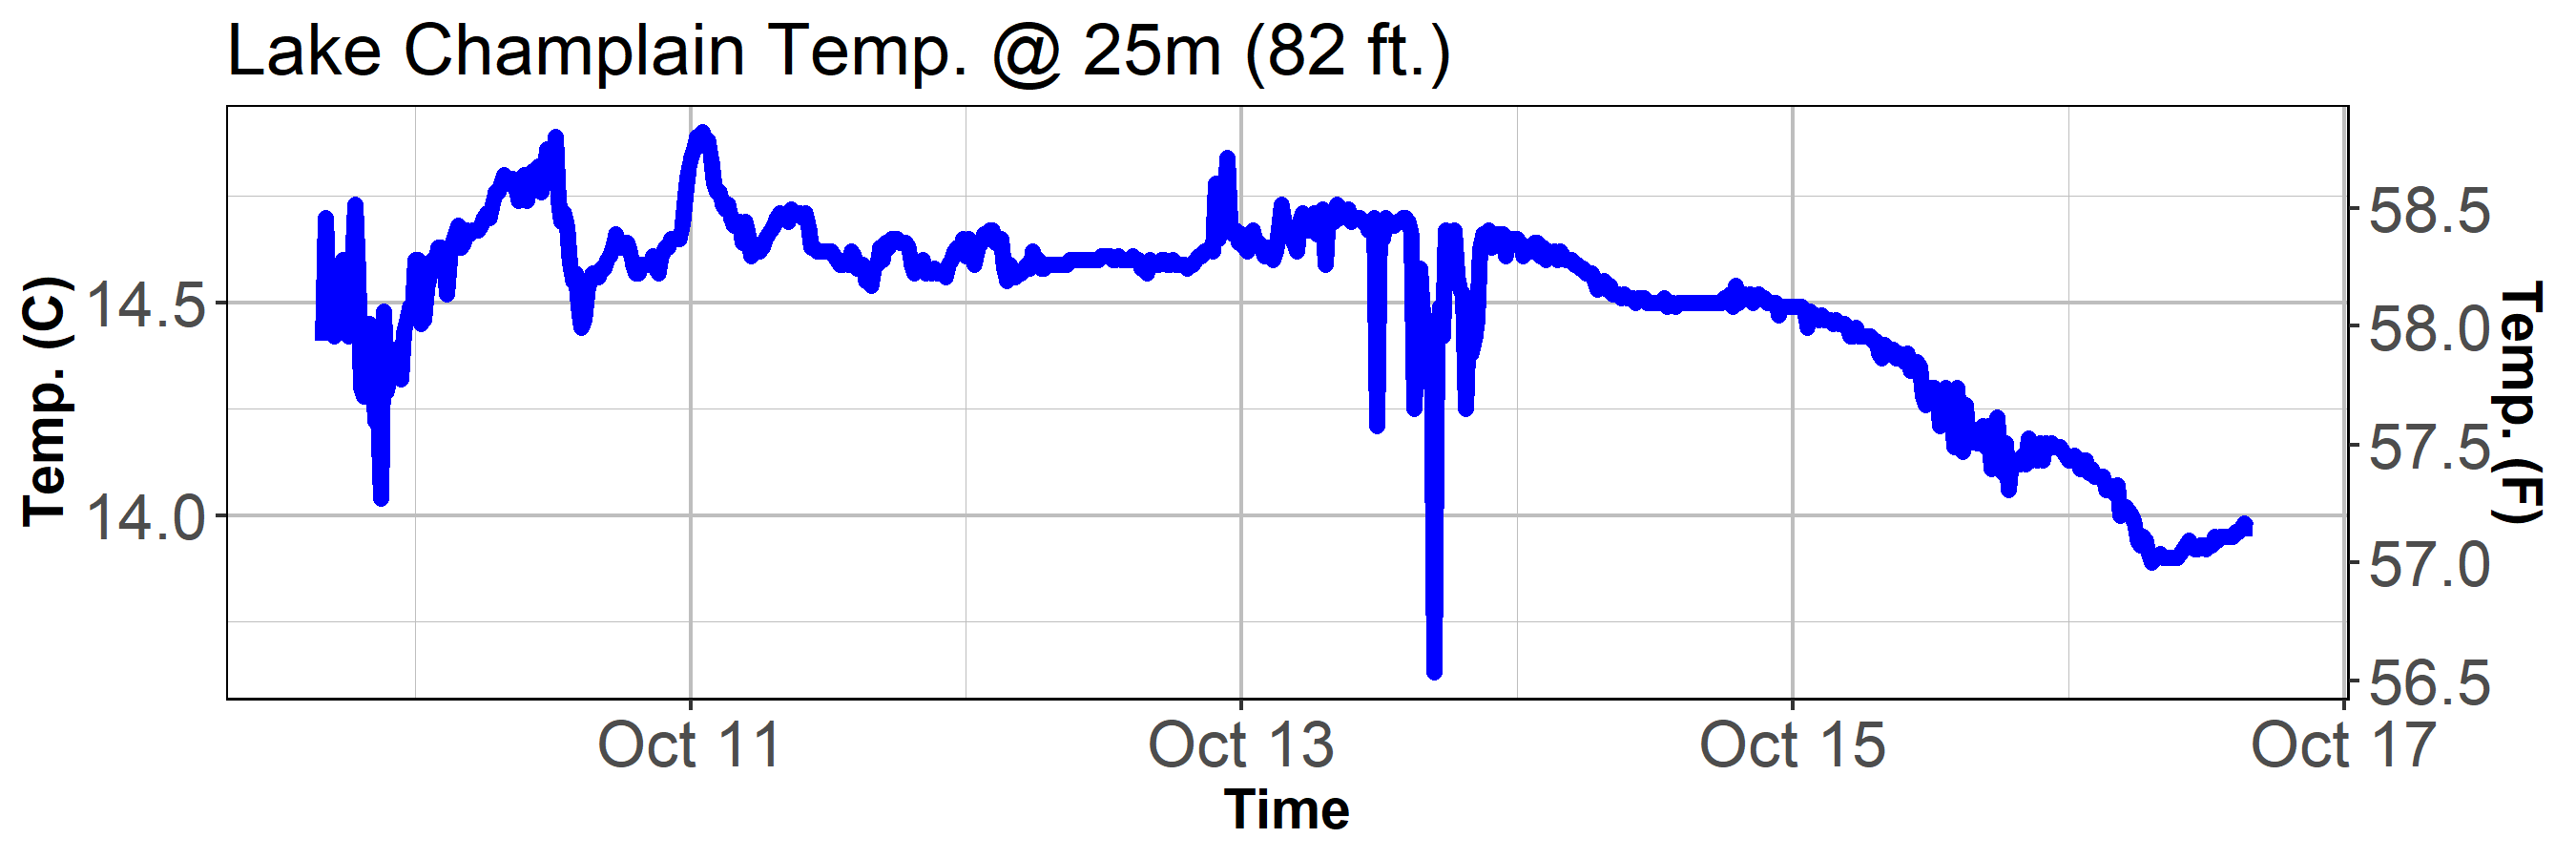 Lake Champlain Temp. @ 25m (82 ft.)
Temp. (C)
14.5
14.0
58.5
58.0
57.5
57.0
56.5
Temp. (F)
Oct 11
Oct 13
Oct 15
Oct 17
Time